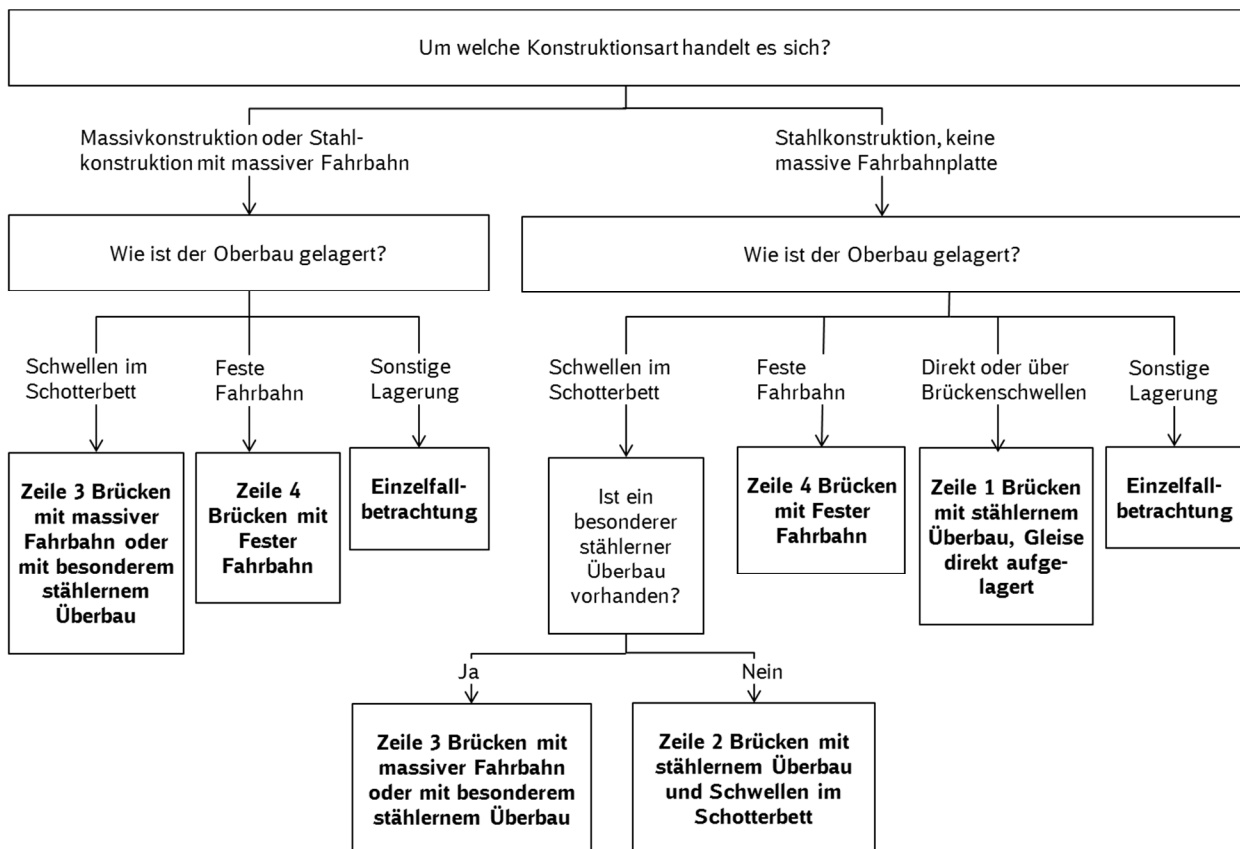 Um welche Konstruktionsart handelt es sich?
Massivkonstruktion oder Stahl-
konstruktion mit massiver Fahrbahn
Stahlkonstruktion, keine
massive Fahrbahnplatte
Wie ist der Oberbau gelagert?
Wie ist der Oberbau gelagert?
Schwellen im
Schotterbett
Feste
Fahrbahn
Sonstige
Lagerung
Schwellen im
Schotterbett
Feste
Fahrbahn
Direkt oder über
Brückenschwellen
Sonstige
Lagerung
Zeile 3 Brücken
mit massiver
Fahrbahn oder
mit besonderem
stählernem
Überbau
Zeile 4
Brücken mit
Fester
Fahrbahn
Einzelfall-
betrachtung
Ist ein
besonderer
stählerner
Überbau
vorhanden?
Zeile 4 Brücken
mit Fester
Fahrbahn
Zeile 1 Brücken
mit stählernem
Überbau, Gleise
direkt aufge-
lagert
Einzelfall-
betrachtung
Ja
Nein
Zeile 3 Brücken mit
massiver Fahrbahn
oder mit besonderem
stählernem Überbau
Zeile 2 Brücken mit
stählernem Überbau
und Schwellen im
Schotterbett